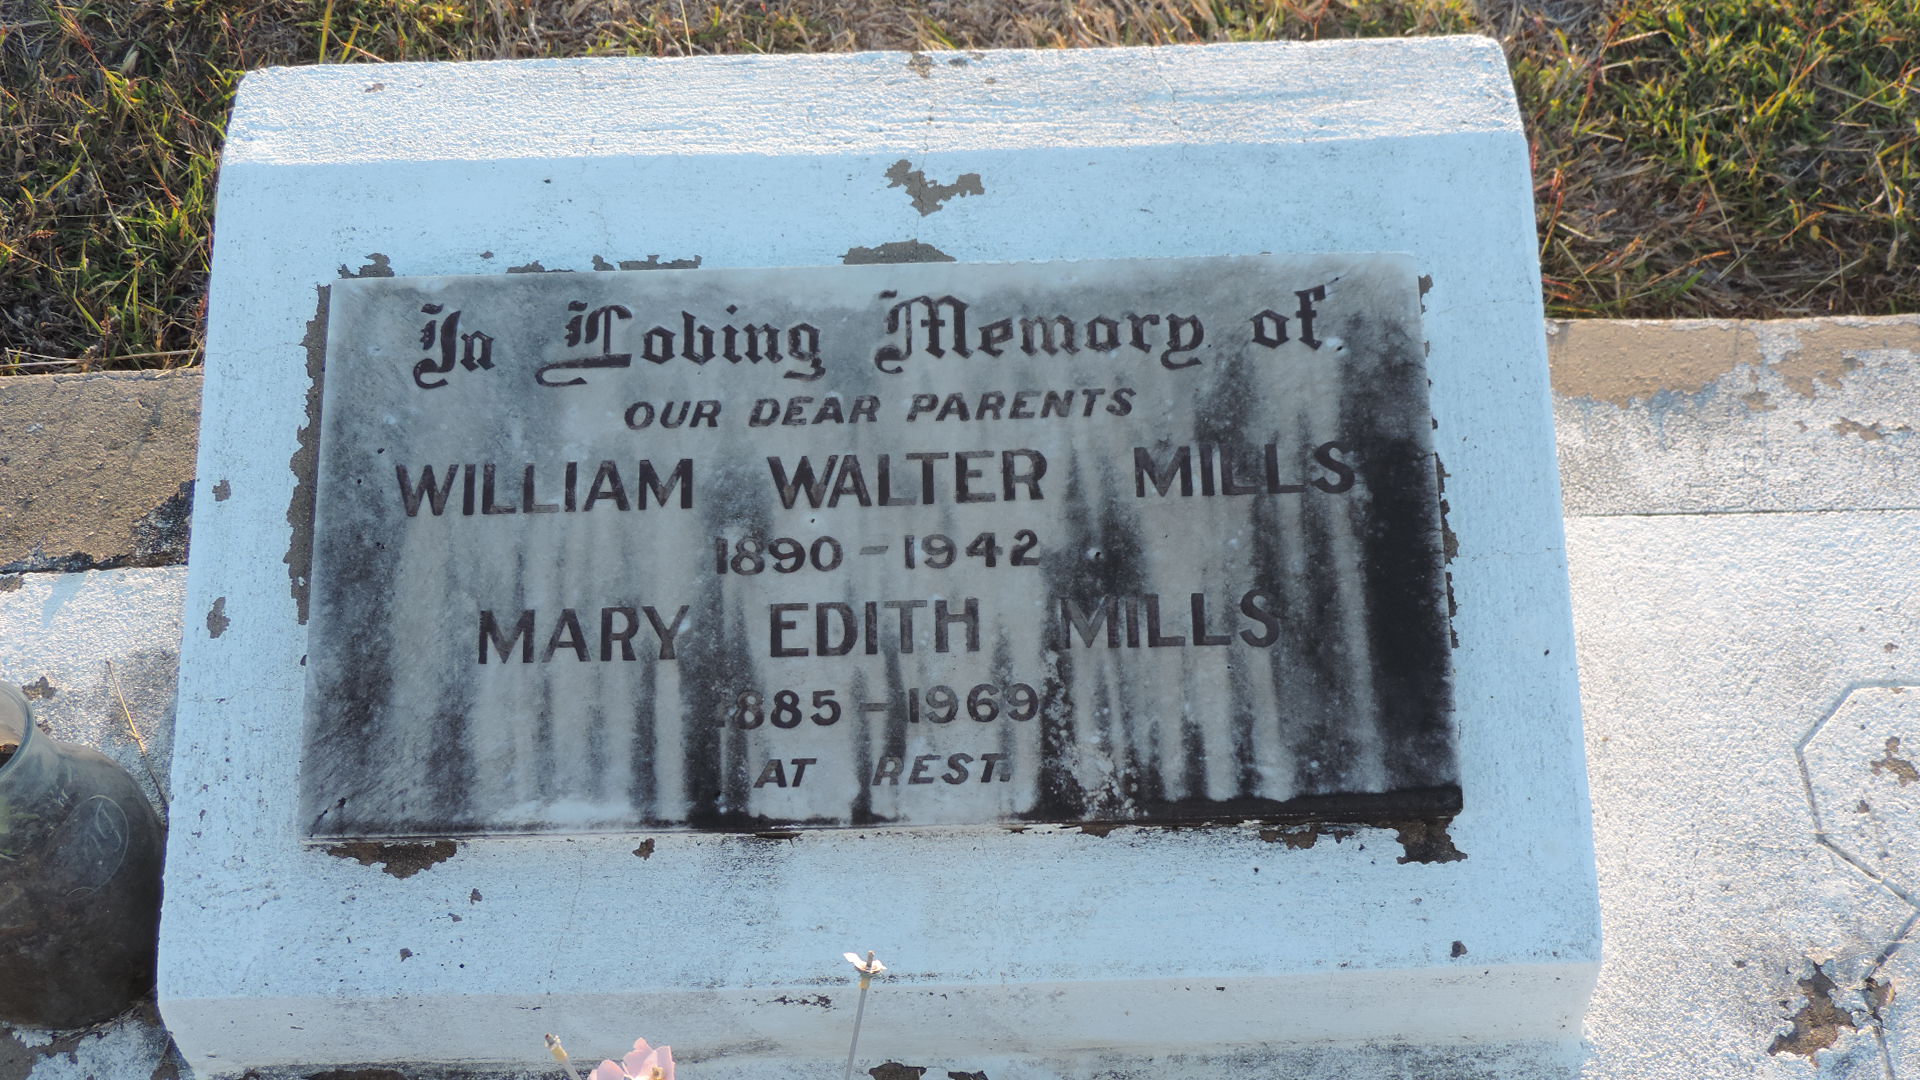 In Loving Memory of.
OUR DEAR PARENTS
WILLIAM WALTER MILLS
1890 - 1942
MARY EDITH MILLS
1885 - 1969
AT REST.